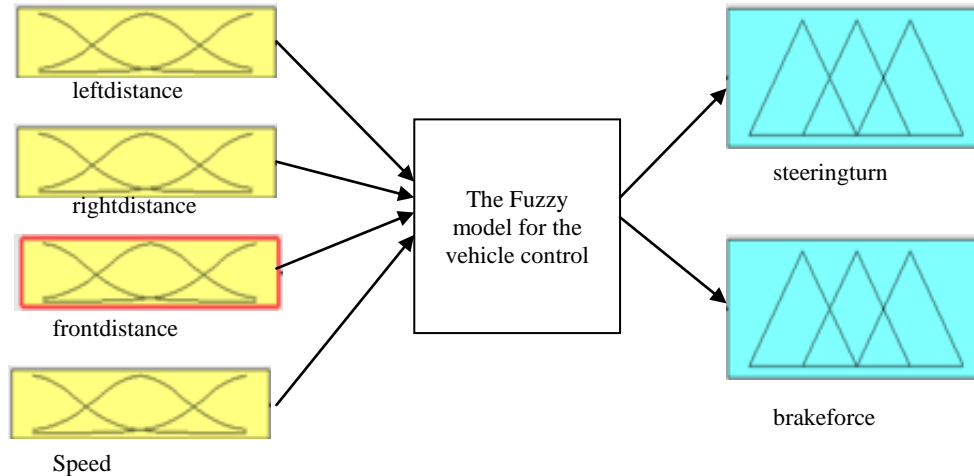 leftdistance
rightdistance
frontdistance
Speed
The Fuzzy
model for the
vehicle control
steeringturn
brakeforce